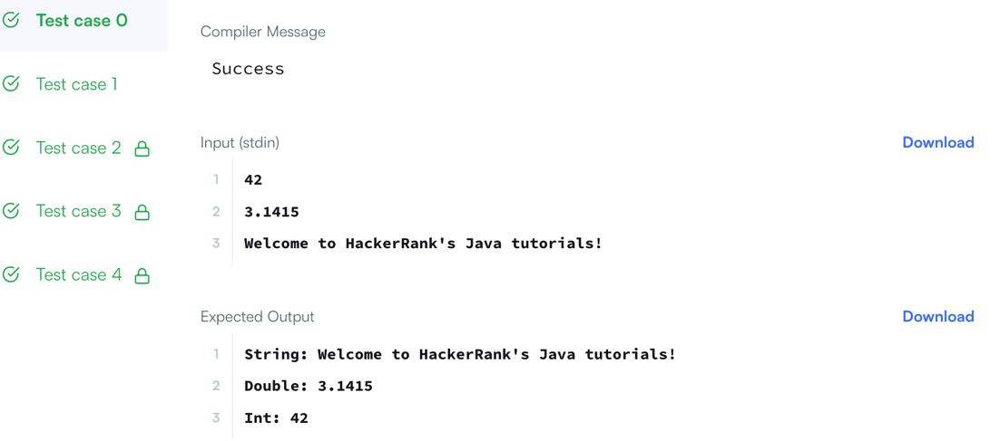 Test case 0
Test case 1
Test case 2
Test case 3
Test case 4
Compiler Message
Success
Input (stdin)
Download
1 42
2 3.1415
3 Welcome to HackerRank's Java tutorials!
Expected Output
Download
1 String: Welcome to HackerRank's Java tutorials!
2 Double: 3.1415
3 Int: 42